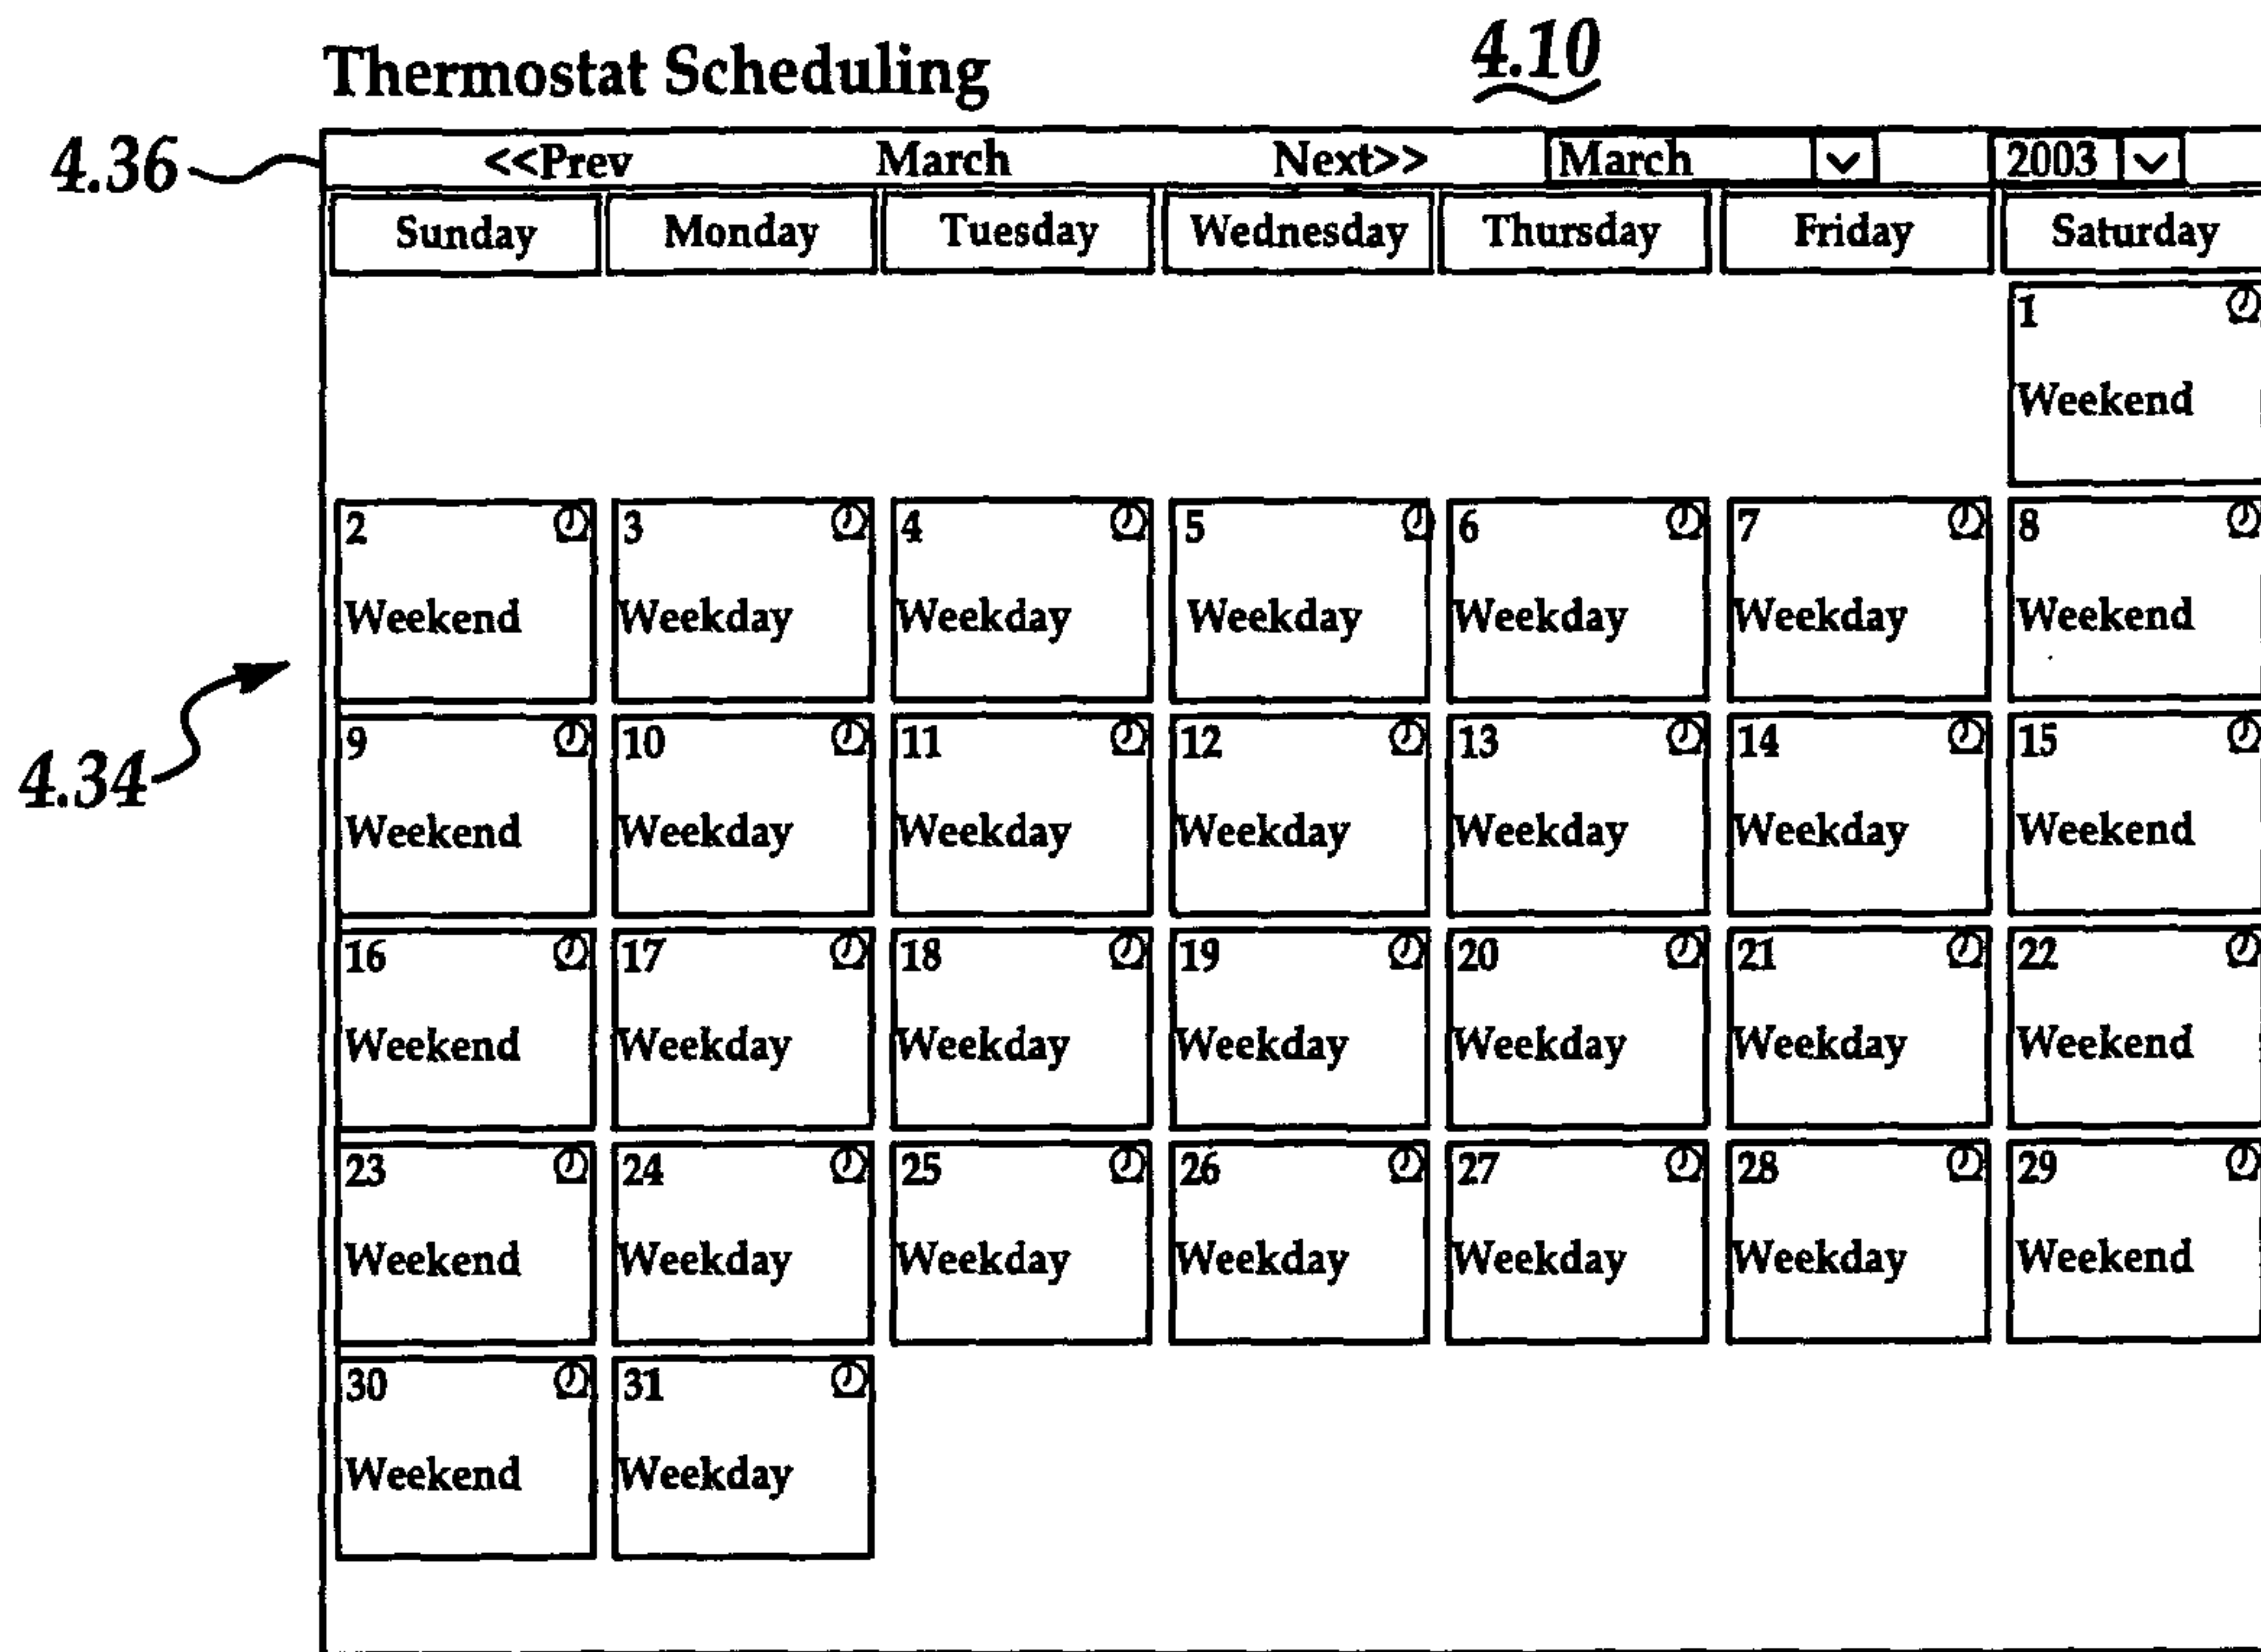 Thermostat Scheduling 4.10
4.36 <<Prev March Next>> March 2003
Sunday Monday Tuesday Wednesday Thursday Friday Saturday
1
Weekend
2 3 4 5 6 7 8
Weekend Weekday Weekday Weekday Weekday Weekday Weekend
4.34
9 10 11 12 13 14 15
Weekend Weekday Weekday Weekday Weekday Weekday Weekend
16 17 18 19 20 21 22
Weekend Weekday Weekday Weekday Weekday Weekday Weekend
23 24 25 26 27 28 29
Weekend Weekday Weekday Weekday Weekday Weekday Weekend
30 31
Weekend Weekday